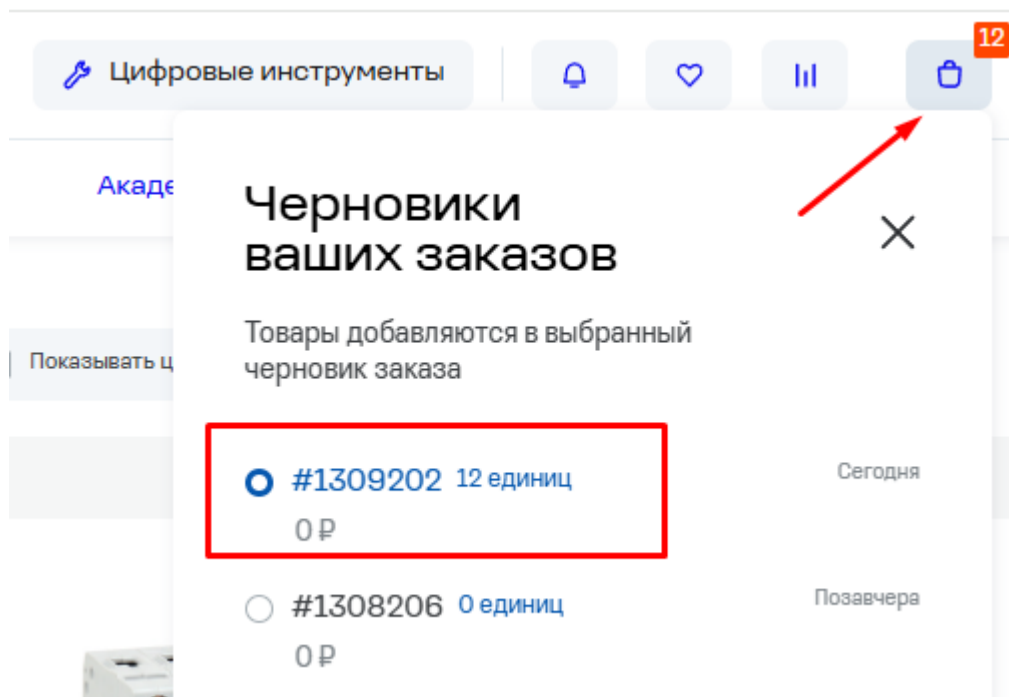 12
Цифровые инструменты
Акаде
Черновики
ваших заказов
Товары добавляются в выбранный
черновик заказа
Показывать ц
#1309202 12 единиц Сегодня
0 ₽
#1308206 0 единиц Позавчера
0 ₽